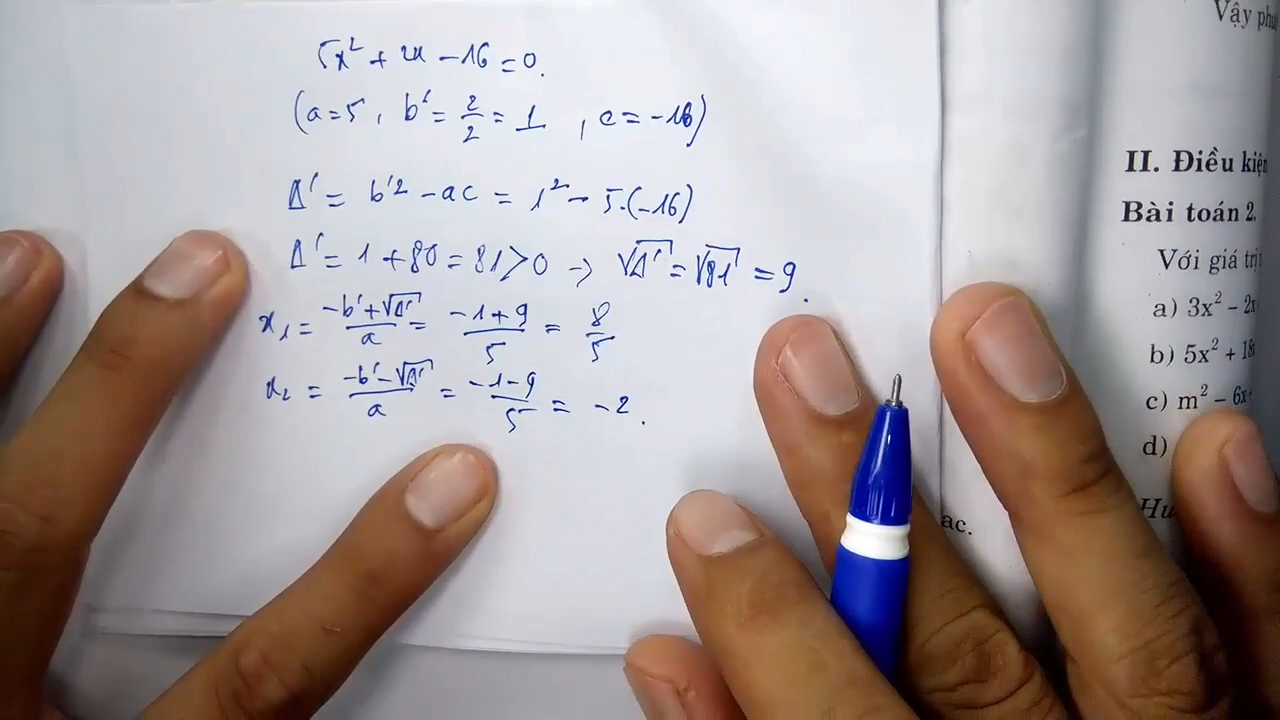 5x² + 2x - 16 = 0.
(a = 5, b' = 2/2 = 1, c = -16)
Δ' = b'2 - ac = 1² - 5.(-16)
Δ' = 1 + 80 = 81 > 0 → √Δ' = √81 = 9.
x₁ = (-b' + √Δ')/a = (-1 + 9)/5 = 8/5
x₂ = (-b' - √Δ')/a = (-1 - 9)/5 = -2.
Vậy
II. Điều kiện
Bài toán 2.
Với giá trị
a) 3x² - 2x
b) 5x² + 18
c) m² - 6x
d)
ac.